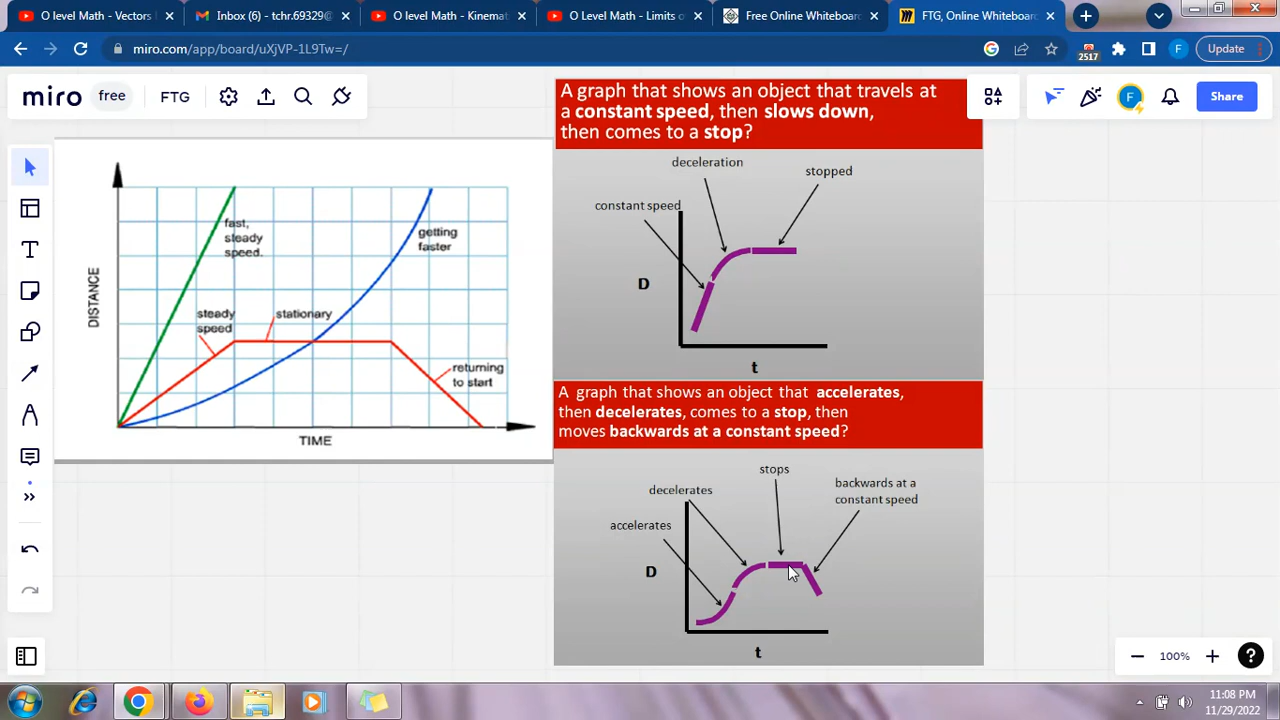 O level Math - Vectors
Inbox (6) - tchr.69329
O level Math - Kinemat
O Level Math - Limits of
Free Online Whiteboard
FTG, Online Whiteboard
miro.com/app/board/uXjVP-1L9Tw=/
2517
F
Update
miro
free
FTG
F
Share
DISTANCE
fast,
steady
speed.
getting
faster
steady
speed
stationary
returning
to start
TIME
A graph that shows an object that travels at
a constant speed, then slows down,
then comes to a stop?
deceleration
stopped
constant speed
D
t
A graph that shows an object that accelerates,
then decelerates, comes to a stop, then
moves backwards at a constant speed?
stops
decelerates
backwards at a
constant speed
accelerates
D
t
100%
11:08 PM
11/29/2022